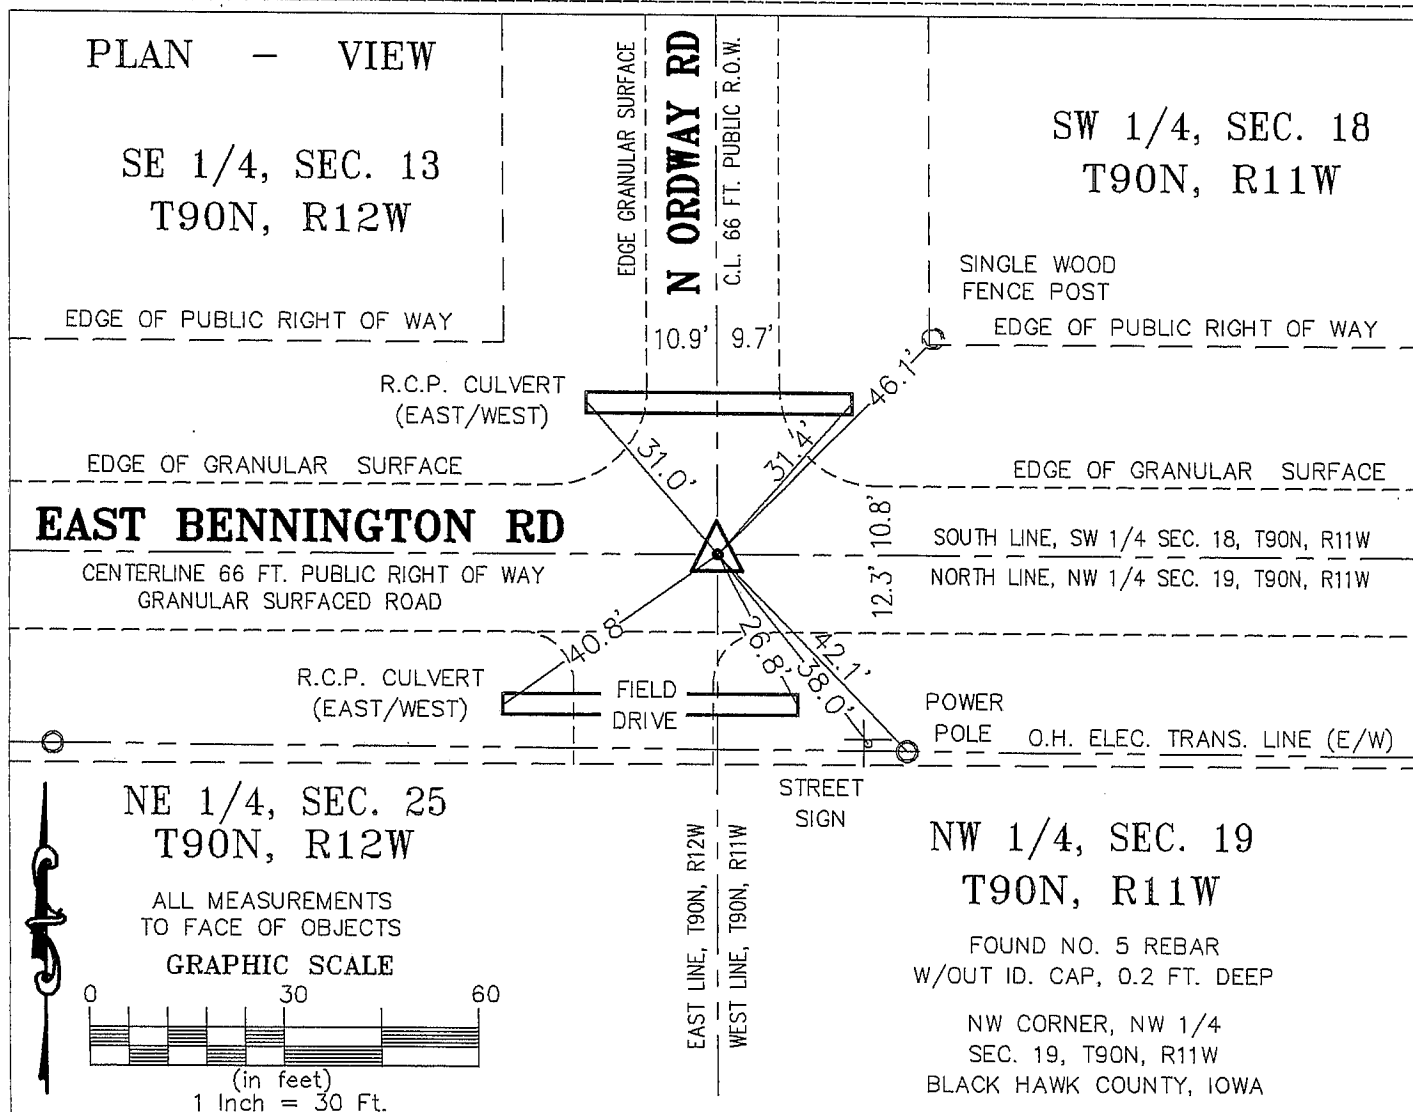 PLAN - VIEW
SE 1/4, SEC. 13
T90N, R12W
EDGE OF PUBLIC RIGHT OF WAY
EDGE GRANULAR SURFACE
N ORDWAY RD
C.L. 66 FT. PUBLIC R.O.W.
10.9' 9.7'
SW 1/4, SEC. 18
T90N, R11W
SINGLE WOOD
FENCE POST
EDGE OF PUBLIC RIGHT OF WAY
R.C.P. CULVERT
(EAST/WEST)
46.1'
31.0'
31.4'
EDGE OF GRANULAR SURFACE
EDGE OF GRANULAR SURFACE
EAST BENNINGTON RD
CENTERLINE 66 FT. PUBLIC RIGHT OF WAY
GRANULAR SURFACED ROAD
10.8'
12.3'
SOUTH LINE, SW 1/4 SEC. 18, T90N, R11W
NORTH LINE, NW 1/4 SEC. 19, T90N, R11W
40.8'
26.8'
38.0'
42.1'
R.C.P. CULVERT
(EAST/WEST)
FIELD
DRIVE
POWER
POLE
O.H. ELEC. TRANS. LINE (E/W)
STREET
SIGN
NE 1/4, SEC. 25
T90N, R12W
ALL MEASUREMENTS
TO FACE OF OBJECTS
GRAPHIC SCALE
0 30 60
(in feet)
1 Inch = 30 Ft.
EAST LINE, T90N, R12W
WEST LINE, T90N, R11W
NW 1/4, SEC. 19
T90N, R11W
FOUND NO. 5 REBAR
W/OUT ID. CAP, 0.2 FT. DEEP
NW CORNER, NW 1/4
SEC. 19, T90N, R11W
BLACK HAWK COUNTY, IOWA